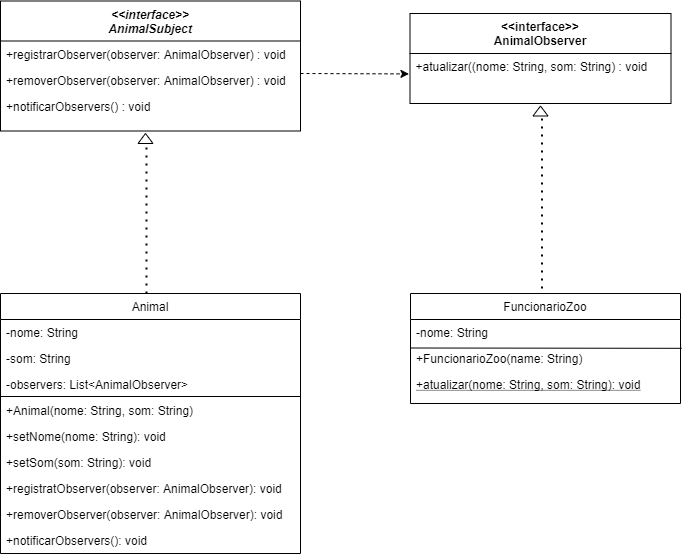 <<interface>>
AnimalSubject
+registrarObserver(observer: AnimalObserver) : void
+removerObserver(observer: AnimalObserver) : void
+notificarObservers() : void
<<interface>>
AnimalObserver
+atualizar((nome: String, som: String) : void
Animal
-nome: String
-som: String
-observers: List<AnimalObserver>
+Animal(nome: String, som: String)
+setNome(nome: String): void
+setSom(som: String): void
+registratObserver(observer: AnimalObserver): void
+removerObserver(observer: AnimalObserver): void
+notificarObservers(): void
FuncionarioZoo
-nome: String
+FuncionarioZoo(name: String)
+atualizar(nome: String, som: String): void